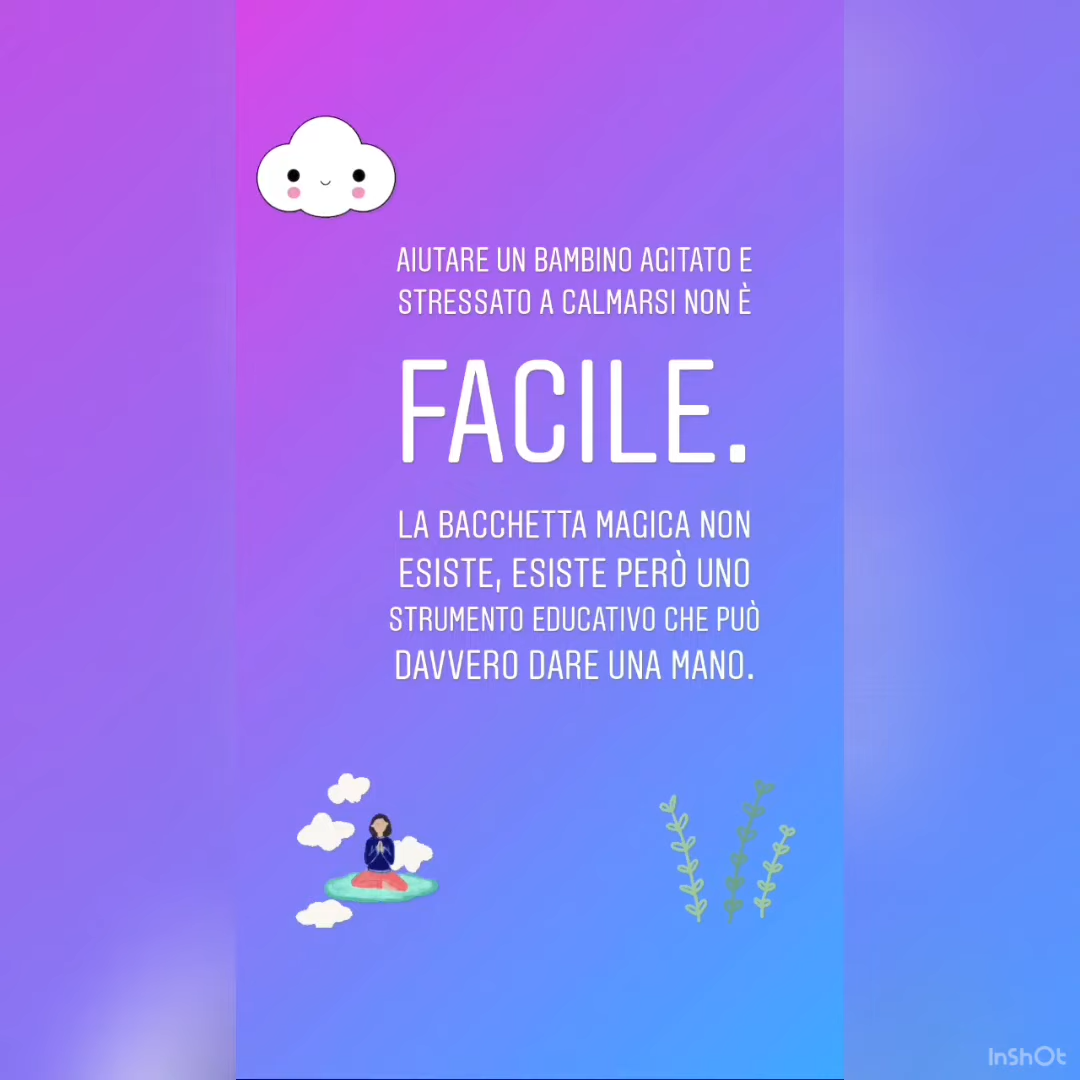 AIUTARE UN BAMBINO AGITATO E
STRESSATO A CALMARSI NON È
FACILE.
LA BACCHETTA MAGICA NON
ESISTE, ESISTE PERÒ UNO
STRUMENTO EDUCATIVO CHE PUÒ
DAVVERO DARE UNA MANO.
InShOt